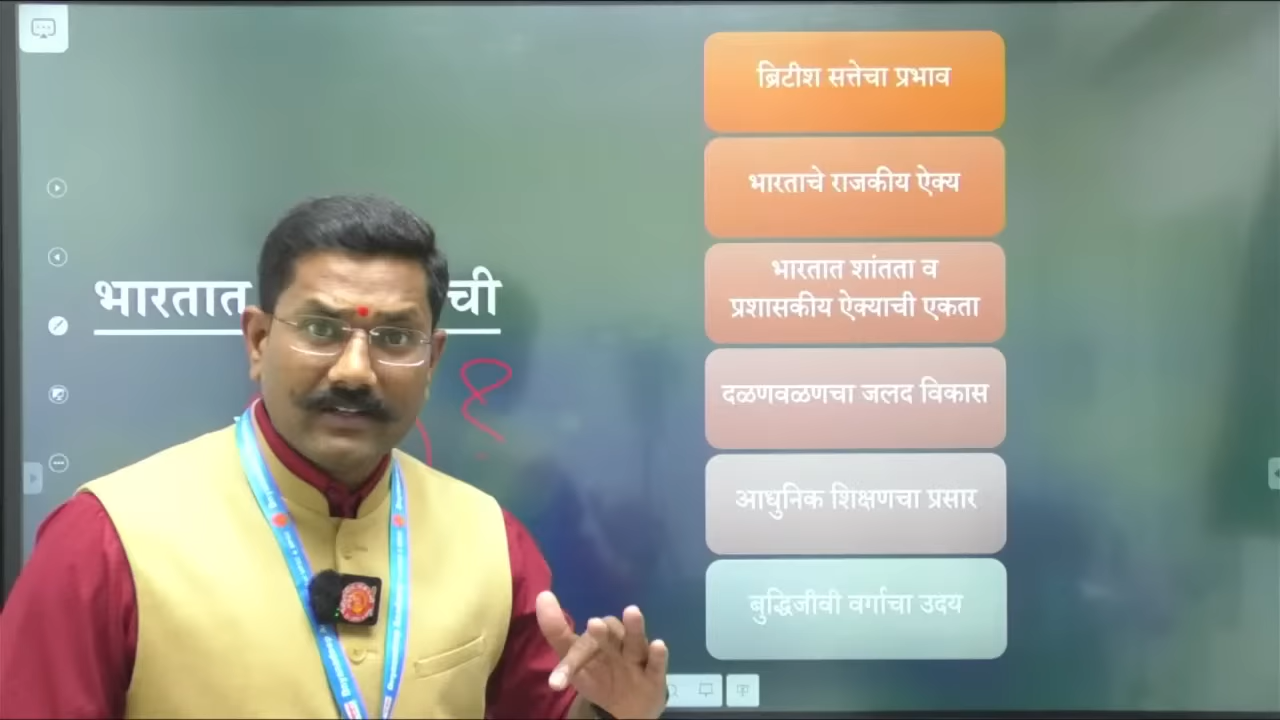 भारतात
ची
ब्रिटीश सत्तेचा प्रभाव
भारताचे राजकीय ऐक्य
भारतात शांतता व
प्रशासकीय ऐक्याची एकता
दळणवळणचा जलद विकास
आधुनिक शिक्षणचा प्रसार
बुद्धिजीवी वर्गाचा उदय